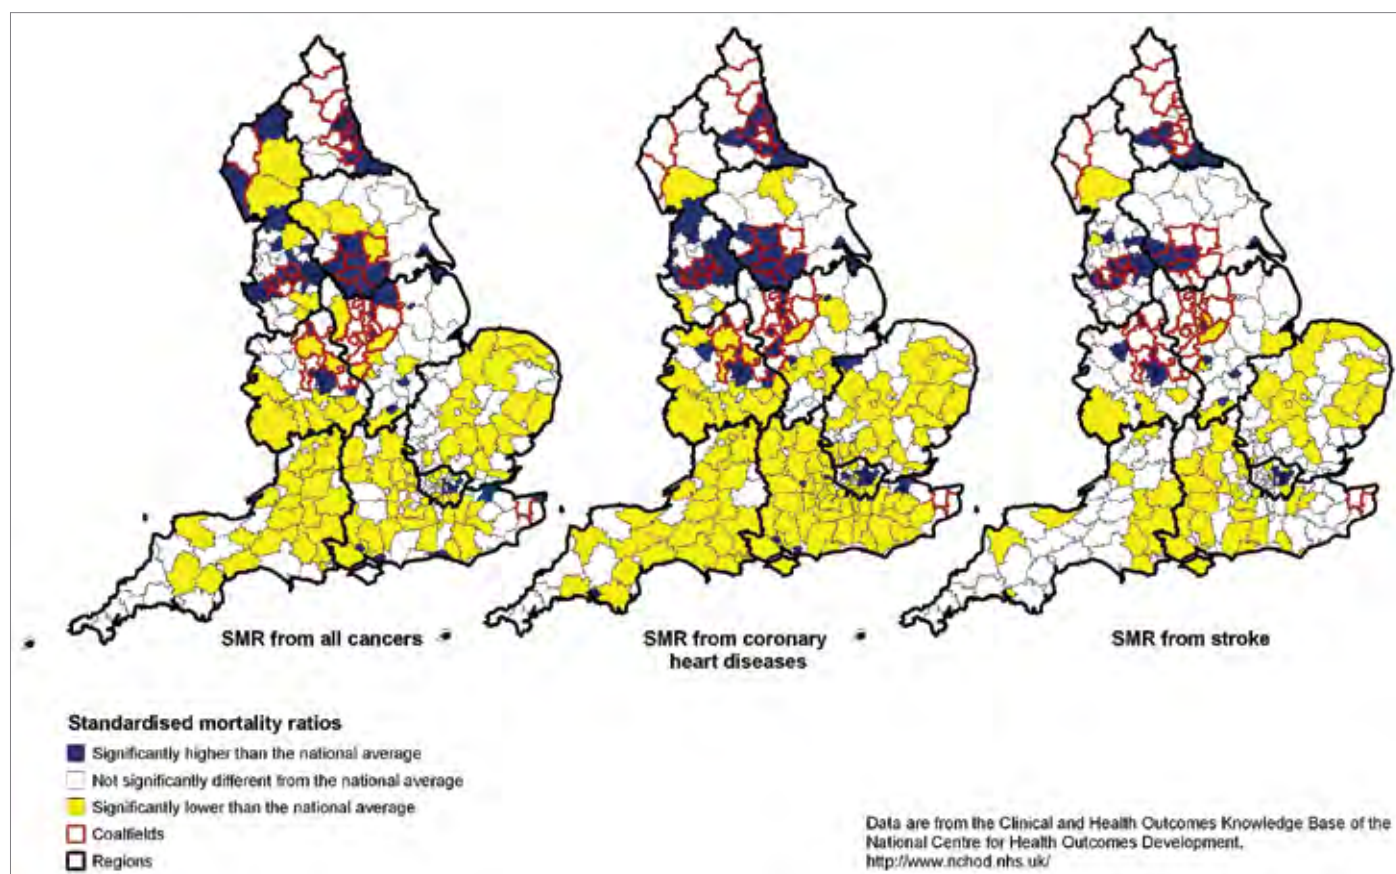 SMR from all cancers
SMR from coronary
heart diseases
SMR from stroke
Standardised mortality ratios
Significantly higher than the national average
Not significantly different from the national average
Significantly lower than the national average
Coalfields
Regions
Data are from the Clinical and Health Outcomes Knowledge Base of the
National Centre for Health Outcomes Development.
http://www.nchod.nhs.uk/